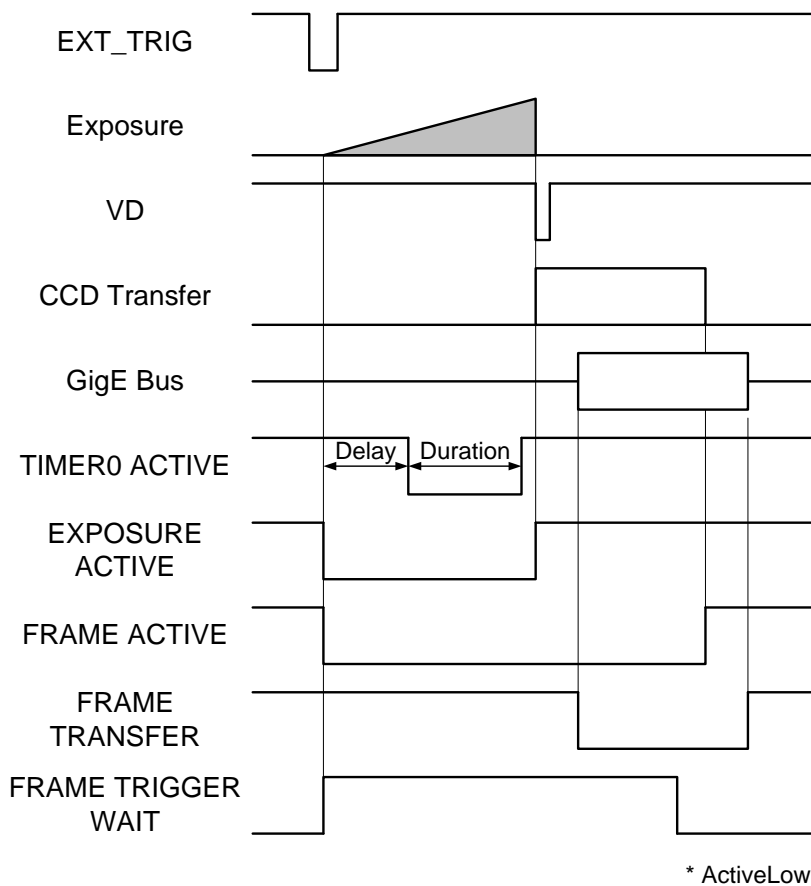 EXT_TRIG
Exposure
VD
CCD Transfer
GigE Bus
TIMER0 ACTIVE
Delay
Duration
EXPOSURE
ACTIVE
FRAME ACTIVE
FRAME
TRANSFER
FRAME TRIGGER
WAIT
* ActiveLow